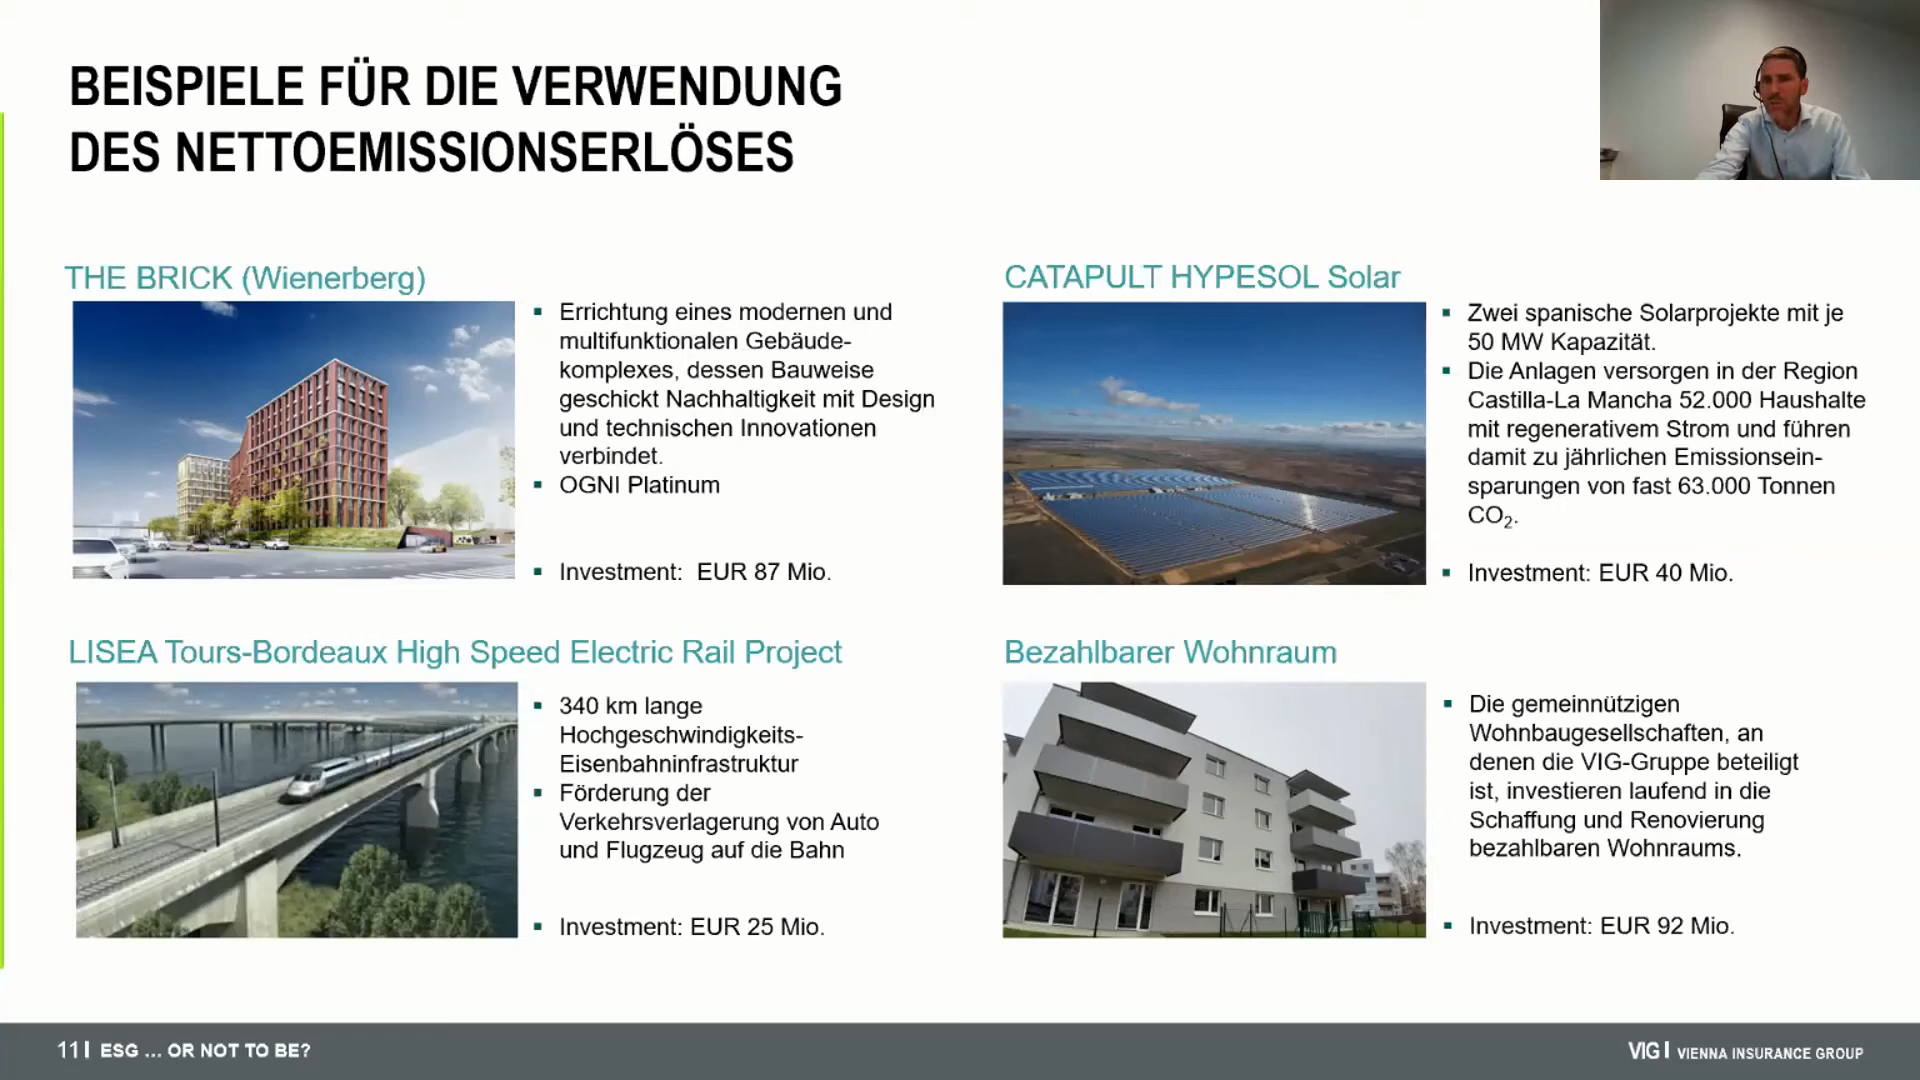 BEISPIELE FÜR DIE VERWENDUNG
DES NETTOEMISSIONSERLÖSES
THE BRICK (Wienerberg)
▪ Errichtung eines modernen und
multifunktionalen Gebäude-
komplexes, dessen Bauweise
geschickt Nachhaltigkeit mit Design
und technischen Innovationen
verbindet.
▪ OGNI Platinum
▪ Investment: EUR 87 Mio.
CATAPULT HYPESOL Solar
▪ Zwei spanische Solarprojekte mit je
50 MW Kapazität.
▪ Die Anlagen versorgen in der Region
Castilla-La Mancha 52.000 Haushalte
mit regenerativem Strom und führen
damit zu jährlichen Emissionsein-
sparungen von fast 63.000 Tonnen
CO₂.
▪ Investment: EUR 40 Mio.
LISEA Tours-Bordeaux High Speed Electric Rail Project
▪ 340 km lange
Hochgeschwindigkeits-
Eisenbahninfrastruktur
▪ Förderung der
Verkehrsverlagerung von Auto
und Flugzeug auf die Bahn
▪ Investment: EUR 25 Mio.
Bezahlbarer Wohnraum
▪ Die gemeinnützigen
Wohnbaugesellschaften, an
denen die VIG-Gruppe beteiligt
ist, investieren laufend in die
Schaffung und Renovierung
bezahlbaren Wohnraums.
▪ Investment: EUR 92 Mio.
11 | ESG ... OR NOT TO BE?
VIG | VIENNA INSURANCE GROUP